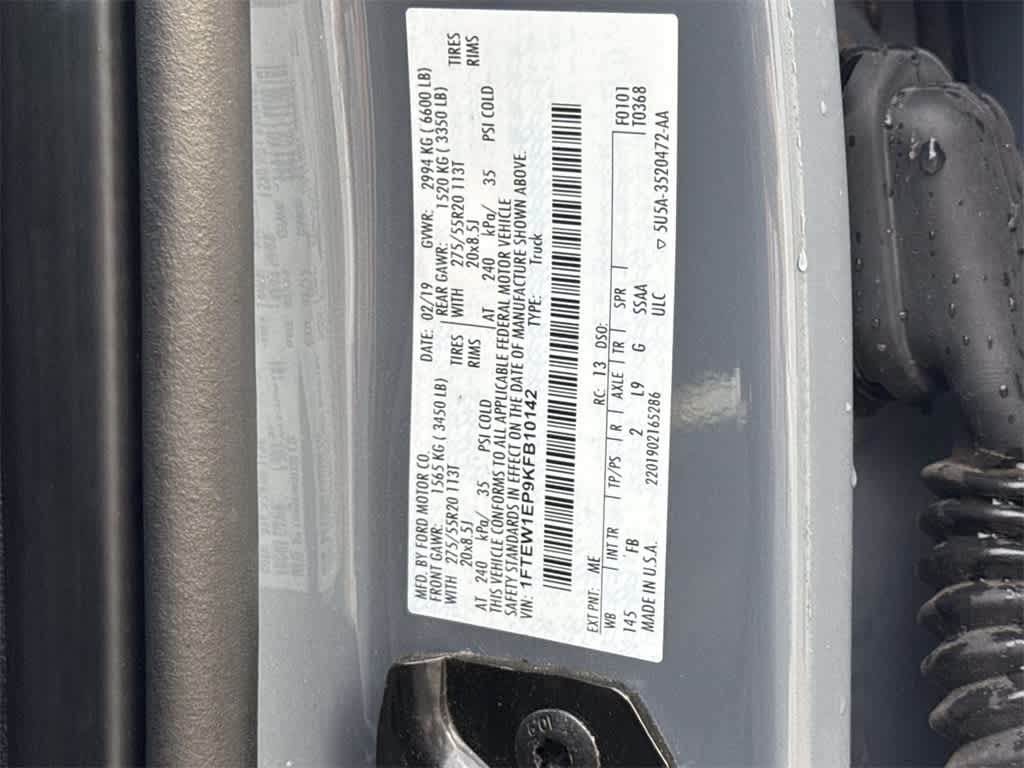 MFD. BY FORD MOTOR CO.
DATE: 02/19 GVWR: 2994 KG ( 6600 LB)
FRONT GAWR: 1565 KG ( 3450 LB)
REAR GAWR: 1520 KG ( 3350 LB)
WITH 275/55R20 113T TIRES
WITH 275/55R20 113T TIRES
20x8.5J RIMS
20x8.5J RIMS
AT 240 kPa/ 35 PSI COLD
AT 240 kPa/ 35 PSI COLD
THIS VEHICLE CONFORMS TO ALL APPLICABLE FEDERAL MOTOR VEHICLE
SAFETY STANDARDS IN EFFECT ON THE DATE OF MANUFACTURE SHOWN ABOVE.
VIN: 1FTEW1EP9KFB10142 TYPE: Truck
EXT PNT: ME RC: 13 DSO: F0101
WB INT TR TP/PS R AXLE TR SPR T0368
145 FB 2 L9 G SSAA
MADE IN U.S.A. 2201902165286 ULC 5U5A-3520472-AA
109